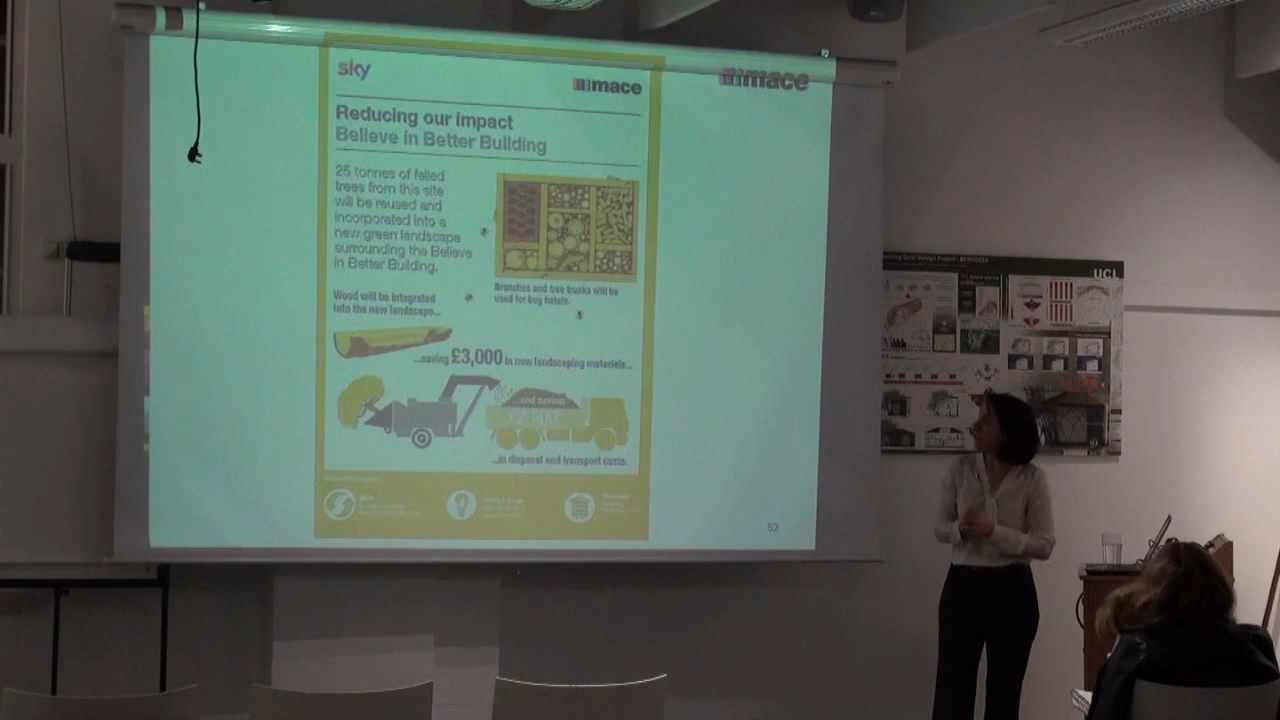 sky
mace
mace
Reducing our impact
Believe in Better Building
25 tonnes of felled
trees from this site
will be reused and
incorporated into a
new green landscape
surrounding the Believe
in Better Building.
Branches and tree trunks will be
used for bug hotels.
Wood will be integrated
into the new landscape...
...saving £3,000 in new landscaping materials...
...and saving
...in disposal and transport costs.
52
UCL